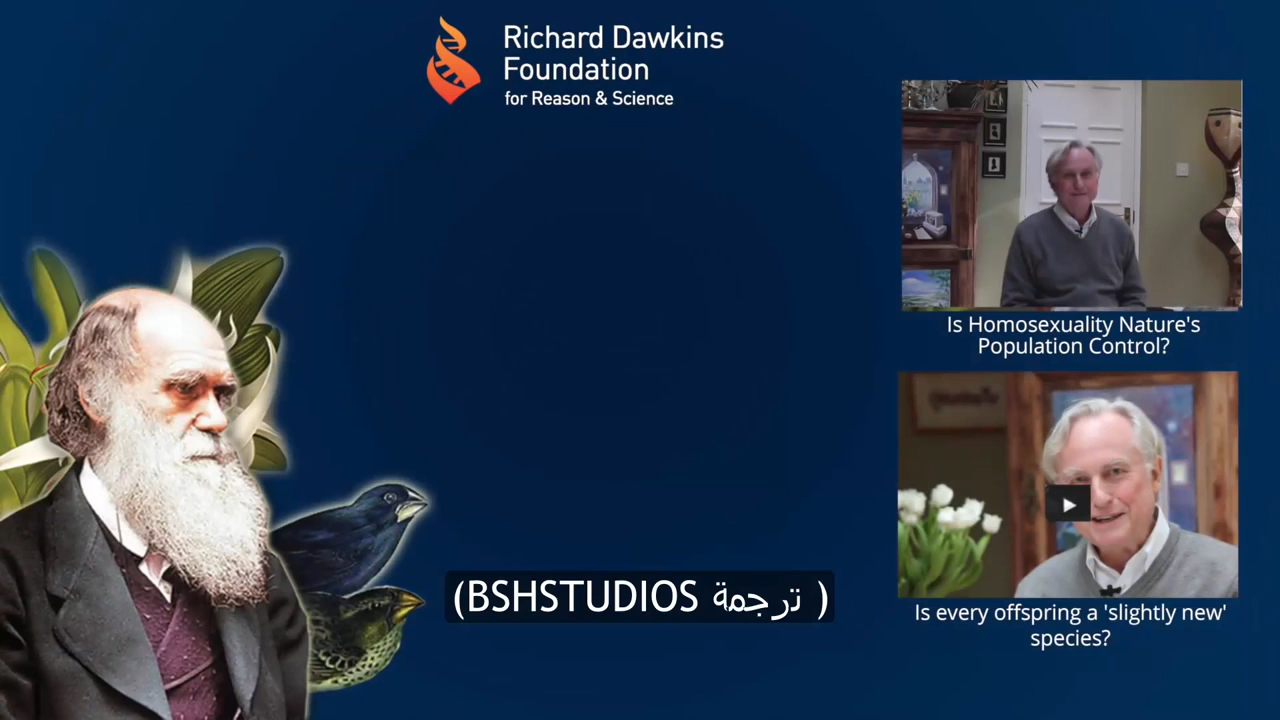 Richard Dawkins
Foundation
for Reason & Science
Is Homosexuality Nature's
Population Control?
Is every offspring a 'slightly new'
species?
(BSHSTUDIOS ترجمة )